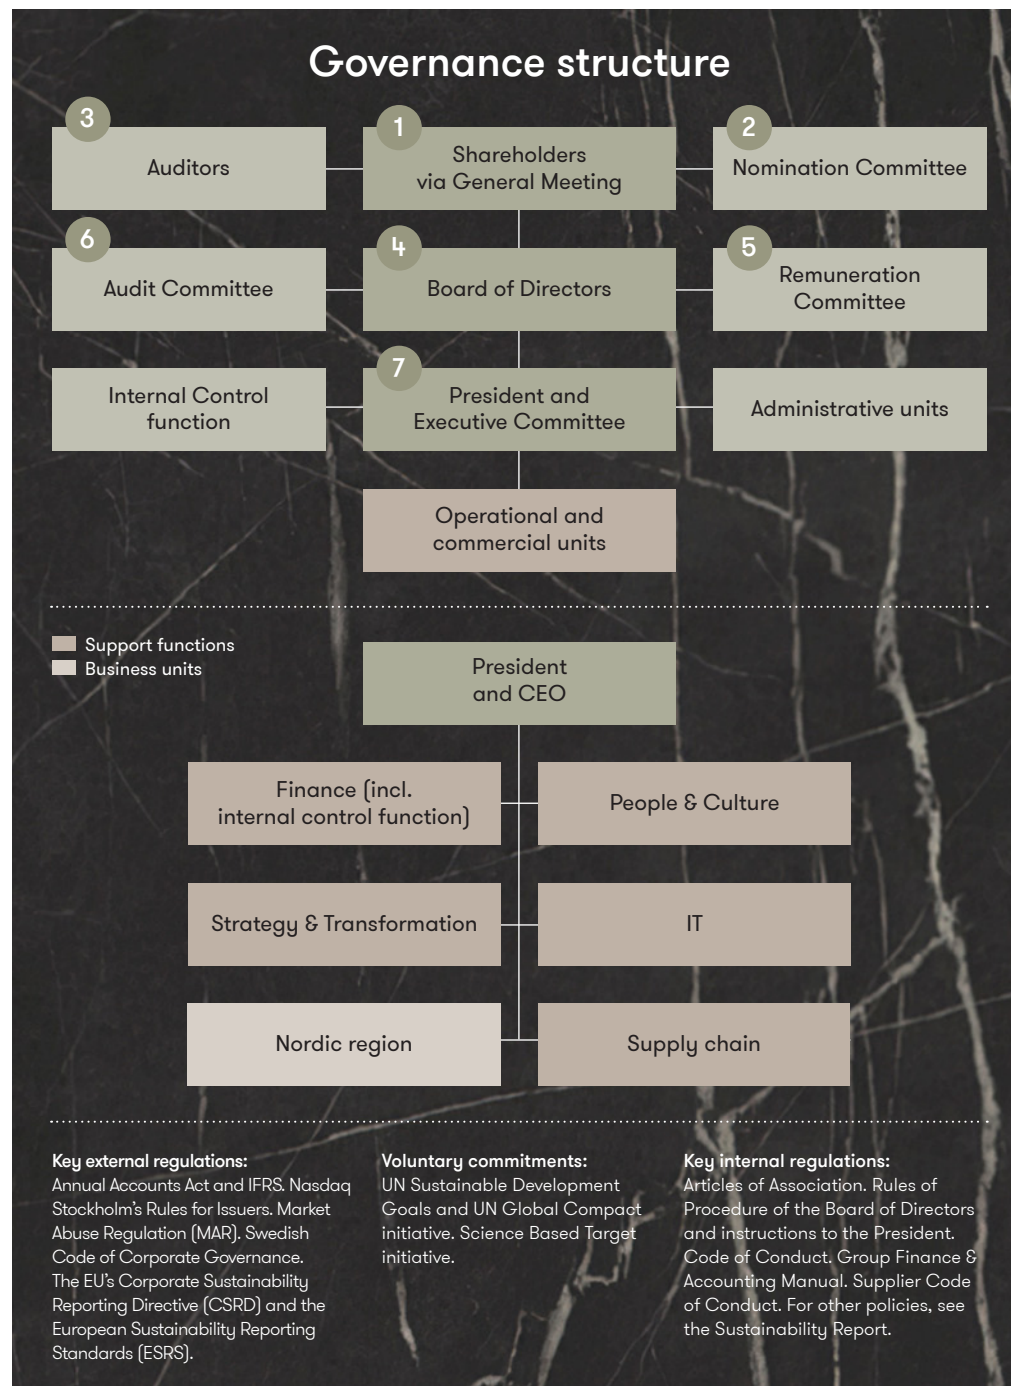 Governance structure
3
Auditors
1
Shareholders
via General Meeting
2
Nomination Committee
6
Audit Committee
4
Board of Directors
5
Remuneration
Committee
Internal Control
function
7
President and
Executive Committee
Administrative units
Operational and
commercial units
Support functions
Business units
President
and CEO
Finance (incl.
internal control function)
People & Culture
Strategy & Transformation
IT
Nordic region
Supply chain
Key external regulations:
Annual Accounts Act and IFRS. Nasdaq
Stockholm’s Rules for Issuers. Market
Abuse Regulation (MAR). Swedish
Code of Corporate Governance.
The EU’s Corporate Sustainability
Reporting Directive (CSRD) and the
European Sustainability Reporting
Standards (ESRS).
Voluntary commitments:
UN Sustainable Development
Goals and UN Global Compact
initiative. Science Based Target
initiative.
Key internal regulations:
Articles of Association. Rules of
Procedure of the Board of Directors
and instructions to the President.
Code of Conduct. Group Finance &
Accounting Manual. Supplier Code
of Conduct. For other policies, see
the Sustainability Report.